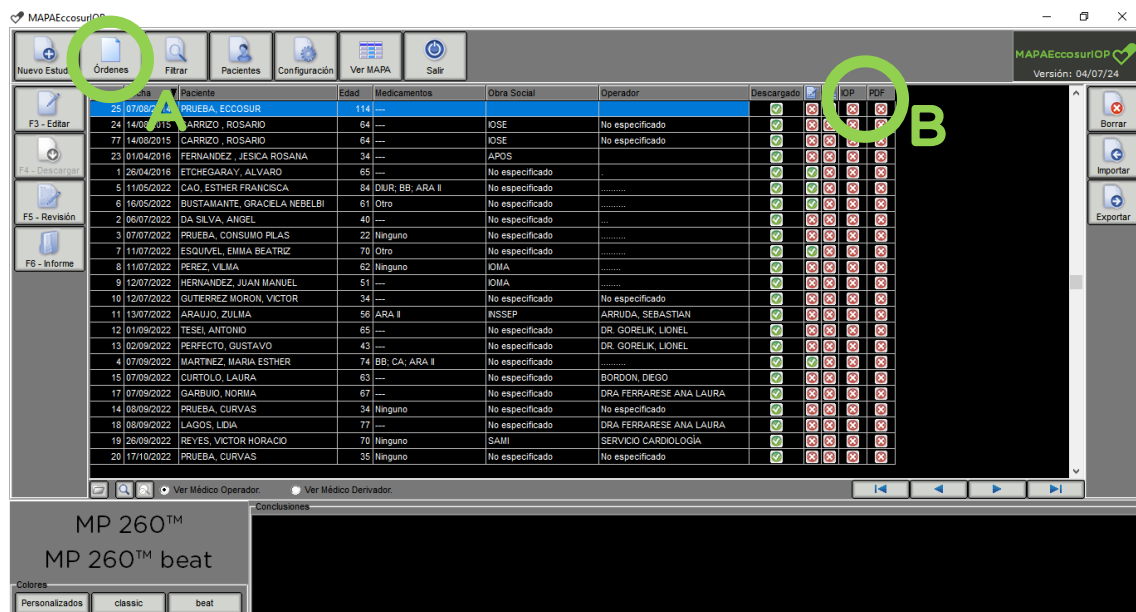 MAPAEccosurIOP
Nuevo Estud
Órdenes
Filtrar
Pacientes
Configuración
Ver MAPA
Salir
MAPAEccosurIOP
Versión: 04/07/24
A
B
F3 - Editar
F4 - Descargar
F5 - Revisión
F6 - Informe
Borrar
Importar
Exportar
Paciente Edad Medicamentos Obra Social Operador Descargado IOP PDF
25 PRUEBA, ECCOSUR 114 ---
24 CARRIZO , ROSARIO 64 --- IOSE No especificado
77 14/08/2015 CARRIZO , ROSARIO 64 --- IOSE No especificado
23 01/04/2016 FERNANDEZ , JESICA ROSANA 34 --- APOS
1 26/04/2016 ETCHEGARAY, ALVARO 65 --- No especificado .
5 11/05/2022 CAO, ESTHER FRANCISCA 84 DIUR; BB; ARA II No especificado ..........
6 16/05/2022 BUSTAMANTE, GRACIELA NEBELBI 61 Otro No especificado ..........
2 06/07/2022 DA SILVA, ANGEL 40 --- No especificado ...
3 07/07/2022 PRUEBA, CONSUMO PILAS 22 Ninguno No especificado ..........
7 11/07/2022 ESQUIVEL, EMMA BEATRIZ 70 Otro No especificado ..........
8 11/07/2022 PEREZ, VILMA 62 Ninguno IOMA ........
9 12/07/2022 HERNANDEZ, JUAN MANUEL 51 --- IOMA ........
10 12/07/2022 GUTIERREZ MORON, VICTOR 34 --- No especificado No especificado
11 13/07/2022 ARAUJO, ZULMA 56 ARA II INSSEP ARRUDA, SEBASTIAN
12 01/09/2022 TESEI, ANTONIO 65 --- No especificado DR. GORELIK, LIONEL
13 02/09/2022 PERFECTO, GUSTAVO 43 --- No especificado DR. GORELIK, LIONEL
4 07/09/2022 MARTINEZ, MARIA ESTHER 74 BB; CA; ARA II No especificado ..........
15 07/09/2022 CURTOLO, LAURA 63 --- No especificado BORDON, DIEGO
17 07/09/2022 GARBUIO, NORMA 67 --- No especificado DRA FERRARESE ANA LAURA
14 08/09/2022 PRUEBA, CURVAS 34 Ninguno No especificado No especificado
18 08/09/2022 LAGOS, LIDIA 77 --- No especificado DRA FERRARESE ANA LAURA
19 26/09/2022 REYES, VICTOR HORACIO 70 Ninguno SAMI SERVICIO CARDIOLOGÌA
20 17/10/2022 PRUEBA, CURVAS 35 Ninguno No especificado No especificado
Ver Médico Operador. Ver Médico Derivador.
MP 260™
MP 260™ beat
Colores
Personalizados classic beat
Conclusiones